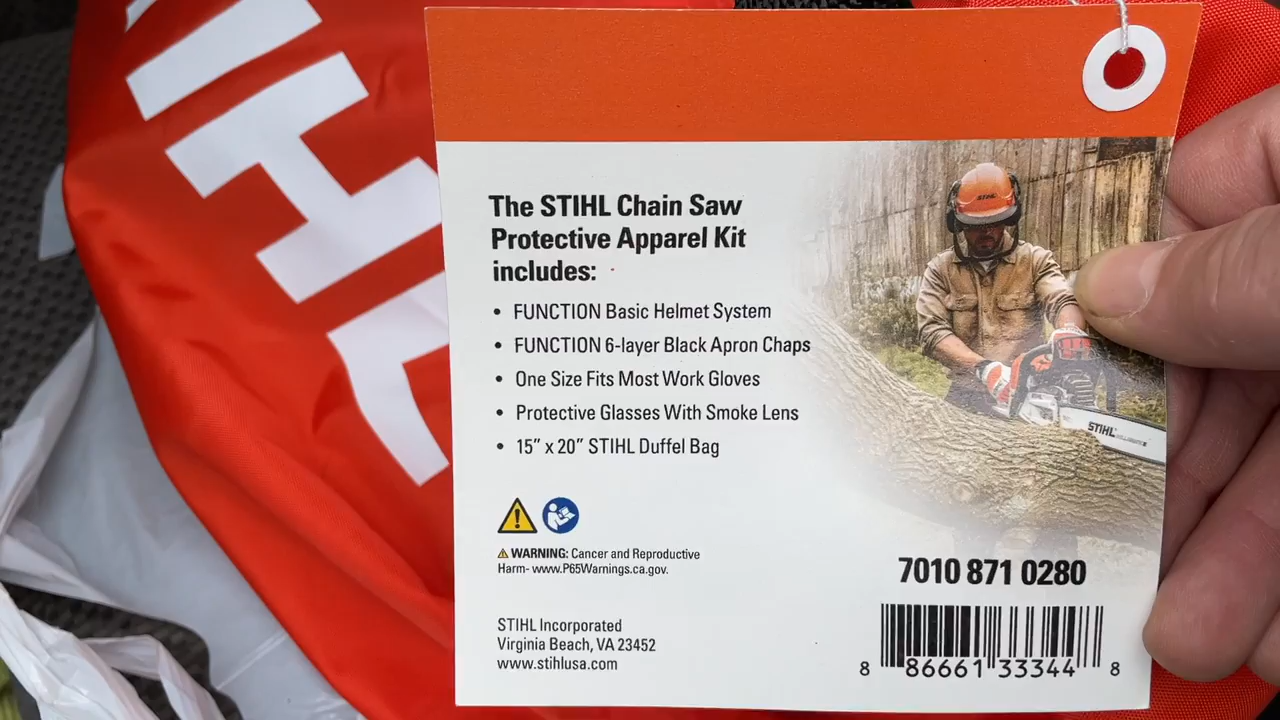 IHL
The STIHL Chain Saw
Protective Apparel Kit
includes:
• FUNCTION Basic Helmet System
• FUNCTION 6-layer Black Apron Chaps
• One Size Fits Most Work Gloves
• Protective Glasses With Smoke Lens
• 15” x 20” STIHL Duffel Bag
STIHL
STIHL
⚠ WARNING: Cancer and Reproductive
Harm- www.P65Warnings.ca.gov.
7010 871 0280
STIHL Incorporated
Virginia Beach, VA 23452
www.stihlusa.com
8 86661 33344 8